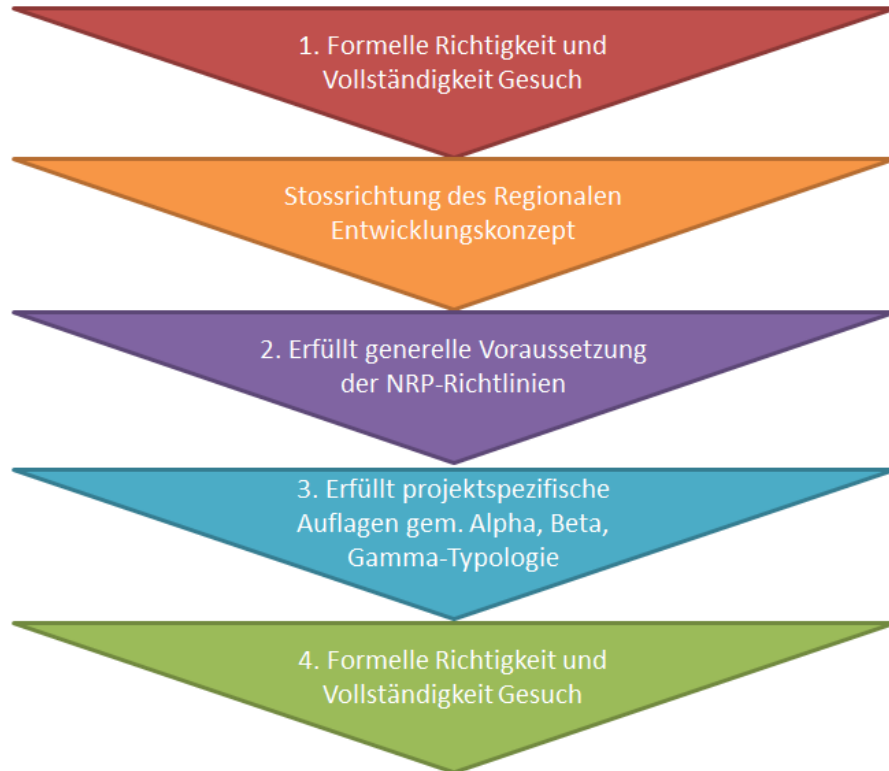 1. Formelle Richtigkeit und
Vollständigkeit Gesuch
Stossrichtung des Regionalen
Entwicklungskonzept
2. Erfüllt generelle Voraussetzung
der NRP-Richtlinien
3. Erfüllt projektspezifische
Auflagen gem. Alpha, Beta,
Gamma-Typologie
4. Formelle Richtigkeit und
Vollständigkeit Gesuch